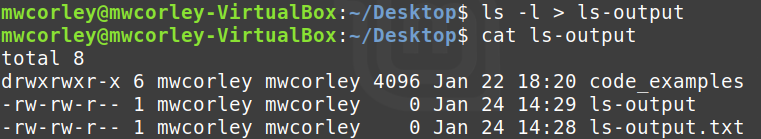 mwcorley@mwcorley-VirtualBox:~/Desktop$ ls -l > ls-output
mwcorley@mwcorley-VirtualBox:~/Desktop$ cat ls-output
total 8
drwxrwxr-x 6 mwcorley mwcorley 4096 Jan 22 18:20 code_examples
-rw-rw-r-- 1 mwcorley mwcorley    0 Jan 24 14:29 ls-output
-rw-rw-r-- 1 mwcorley mwcorley    0 Jan 24 14:28 ls-output.txt